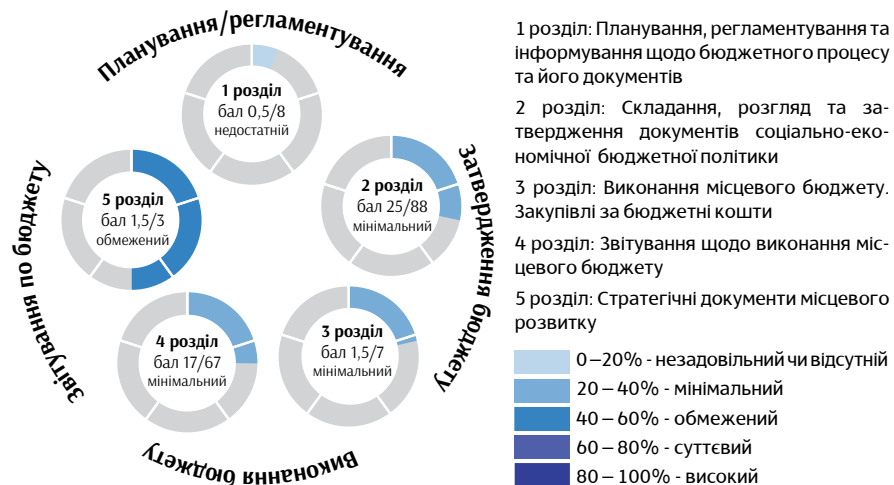 Планування/регламентування
1 розділ
бал 0,5/8
недостатній
Затвердження бюджету
2 розділ
бал 25/88
мінімальний
Виконання бюджету
3 розділ
бал 1,5/7
мінімальний
4 розділ
бал 17/67
мінімальний
Звітування по бюджету
5 розділ
бал 1,5/3
обмежений
1 розділ: Планування, регламентування та
інформування щодо бюджетного процесу
та його документів
2 розділ: Складання, розгляд та за-
твердження документів соціально-еко-
номічної бюджетної політики
3 розділ: Виконання місцевого бюджету.
Закупівлі за бюджетні кошти
4 розділ: Звітування щодо виконання міс-
цевого бюджету
5 розділ: Стратегічні документи місцевого
розвитку
0–20% - незадовільний чи відсутній
20 – 40% - мінімальний
40 – 60% - обмежений
60 – 80% - суттєвий
80 – 100% - високий